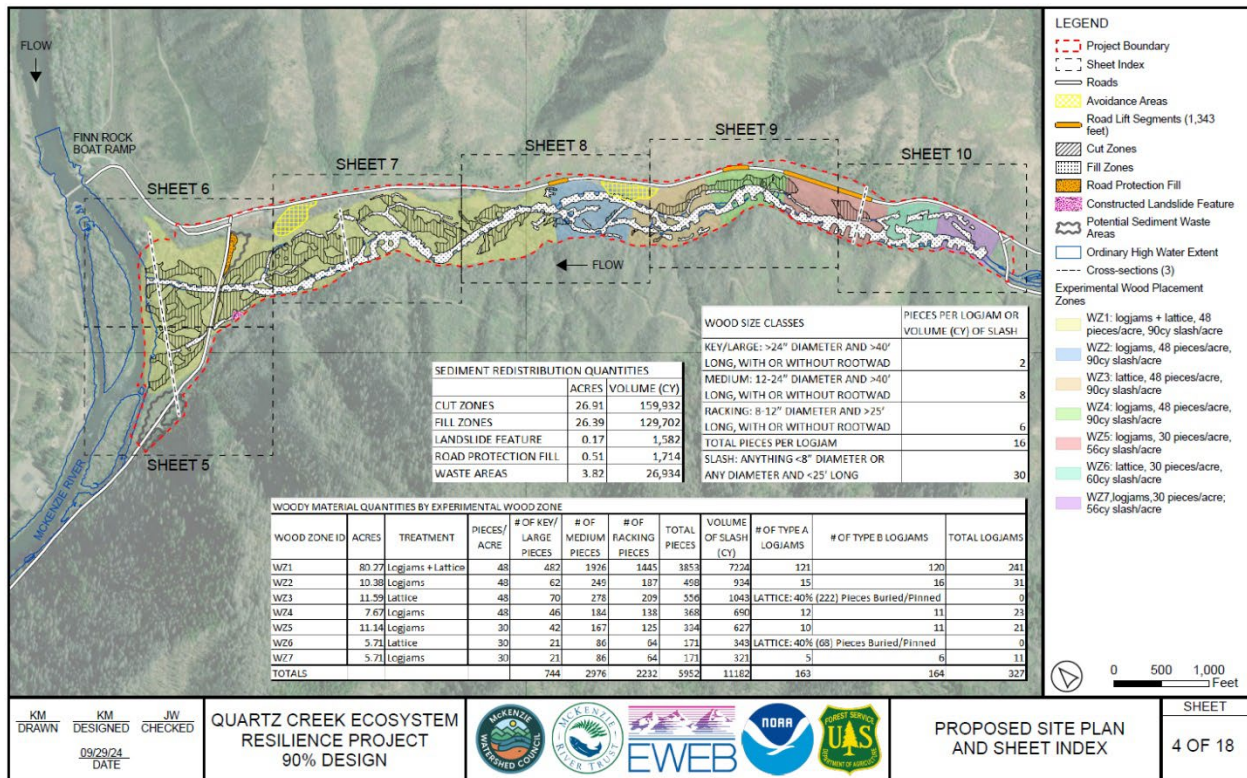 FLOW
FINN ROCK
BOAT RAMP
SHEET 6
SHEET 7
SHEET 8
SHEET 9
SHEET 10
FLOW
SHEET 5
MCKENZIE RIVER
SEDIMENT REDISTRIBUTION QUANTITIES
ACRES VOLUME (CY)
CUT ZONES 26.91 159,932
FILL ZONES 26.39 129,702
LANDSLIDE FEATURE 0.17 1,582
ROAD PROTECTION FILL 0.51 1,714
WASTE AREAS 3.82 26,934
WOOD SIZE CLASSES PIECES PER LOGJAM OR
VOLUME (CY) OF SLASH
KEY/LARGE: >24" DIAMETER AND >40'
LONG, WITH OR WITHOUT ROOTWAD 2
MEDIUM: 12-24" DIAMETER AND >40'
LONG, WITH OR WITHOUT ROOTWAD 8
RACKING: 8-12" DIAMETER AND >25'
LONG, WITH OR WITHOUT ROOTWAD 6
TOTAL PIECES PER LOGJAM 16
SLASH: ANYTHING <8" DIAMETER OR
ANY DIAMETER AND <25' LONG 30
WOODY MATERIAL QUANTITIES BY EXPERIMENTAL WOOD ZONE
WOOD ZONE ID ACRES TREATMENT PIECES/ACRE # OF KEY/LARGE PIECES # OF MEDIUM PIECES # OF RACKING PIECES TOTAL PIECES VOLUME OF SLASH (CY) # OF TYPE A LOGJAMS # OF TYPE B LOGJAMS TOTAL LOGJAMS
WZ1 80.27 Logjams + Lattice 48 482 1926 1445 3853 7224 121 120 241
WZ2 10.38 Logjams 48 62 249 187 498 934 15 16 31
WZ3 11.59 Lattice 48 70 278 209 556 1043 LATTICE: 40% (222) Pieces Buried/Pinned 0
WZ4 7.67 Logjams 48 46 184 138 368 690 12 11 23
WZ5 11.14 Logjams 30 42 167 125 334 627 10 11 21
WZ6 5.71 Lattice 30 21 86 64 171 343 LATTICE: 40% (68) Pieces Buried/Pinned 0
WZ7 5.71 Logjams 30 21 86 64 171 321 5 6 11
TOTALS 744 2976 2232 5952 11182 163 164 327
LEGEND
Project Boundary
Sheet Index
Roads
Avoidance Areas
Road Lift Segments (1,343
feet)
Cut Zones
Fill Zones
Road Protection Fill
Constructed Landslide Feature
Potential Sediment Waste
Areas
Ordinary High Water Extent
Cross-sections (3)
Experimental Wood Placement
Zones
WZ1: logjams + lattice, 48
pieces/acre, 90cy slash/acre
WZ2: logjams, 48 pieces/acre,
90cy slash/acre
WZ3: lattice, 48 pieces/acre,
90cy slash/acre
WZ4: logjams, 48 pieces/acre,
90cy slash/acre
WZ5: logjams, 30 pieces/acre,
56cy slash/acre
WZ6: lattice, 30 pieces/acre,
60cy slash/acre
WZ7,logjams,30 pieces/acre;
56cy slash/acre
0 500 1,000
Feet
KM KM JW
DRAWN DESIGNED CHECKED
09/29/24
DATE
QUARTZ CREEK ECOSYSTEM
RESILIENCE PROJECT
90% DESIGN
MCKENZIE
WATERSHED COUNCIL
MCKENZIE
RIVER TRUST
EWEB
NOAA
FOREST SERVICE
U S
DEPARTMENT OF AGRICULTURE
PROPOSED SITE PLAN
AND SHEET INDEX
SHEET
4 OF 18